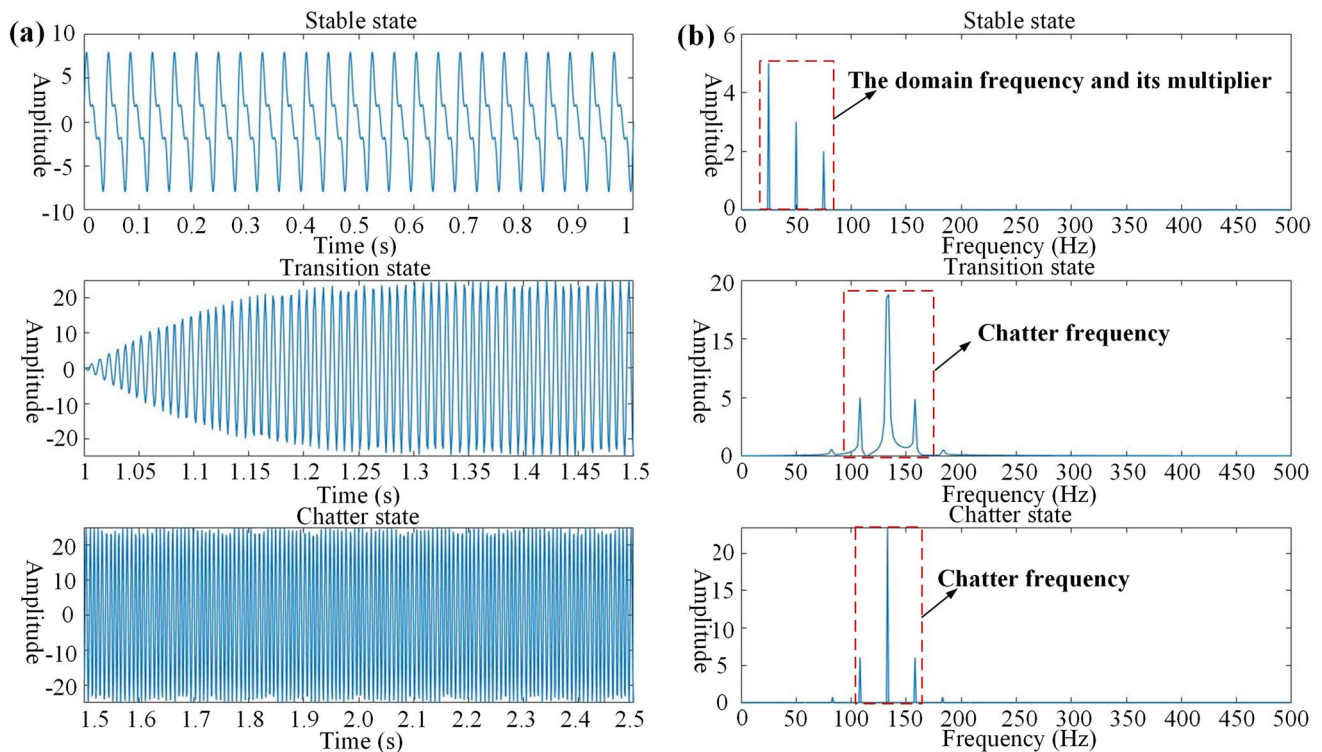 (a)
Stable state
10
5
0
-5
-10
Amplitude
0 0.1 0.2 0.3 0.4 0.5 0.6 0.7 0.8 0.9 1
Time (s)
Transition state
20
10
0
-10
-20
Amplitude
1 1.05 1.1 1.15 1.2 1.25 1.3 1.35 1.4 1.45 1.5
Time (s)
Chatter state
20
10
0
-10
-20
Amplitude
1.5 1.6 1.7 1.8 1.9 2.0 2.1 2.2 2.3 2.4 2.5
Time (s)
(b)
Stable state
6
4
2
0
Amplitude
The domain frequency and its multiplier
0 50 100 150 200 250 300 350 400 450 500
Frequency (Hz)
Transition state
20
15
5
0
Amplitude
Chatter frequency
0 50 100 150 200 250 300 350 400 450 500
Frequency (Hz)
Chatter state
20
15
10
5
0
Amplitude
Chatter frequency
0 50 100 150 200 250 300 350 400 450 500
Frequency (Hz)